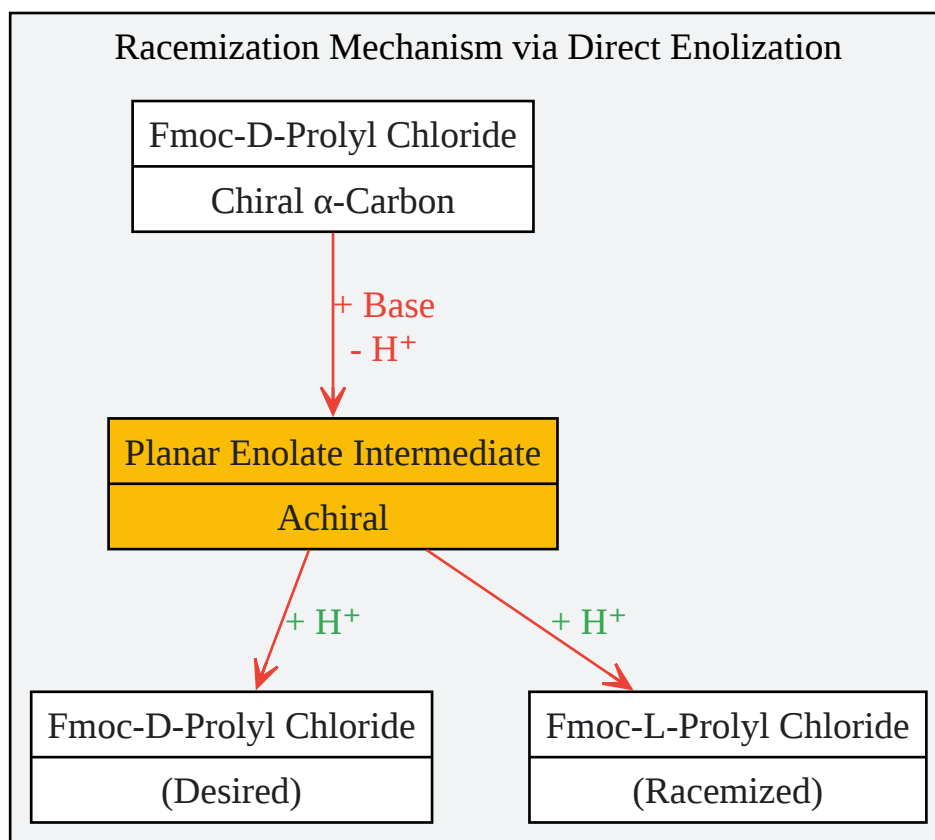 Racemization Mechanism via Direct Enolization
Fmoc-D-Prolyl Chloride
Chiral α-Carbon
+ Base
- H⁺
Planar Enolate Intermediate
Achiral
+ H⁺
+ H⁺
Fmoc-D-Prolyl Chloride
(Desired)
Fmoc-L-Prolyl Chloride
(Racemized)